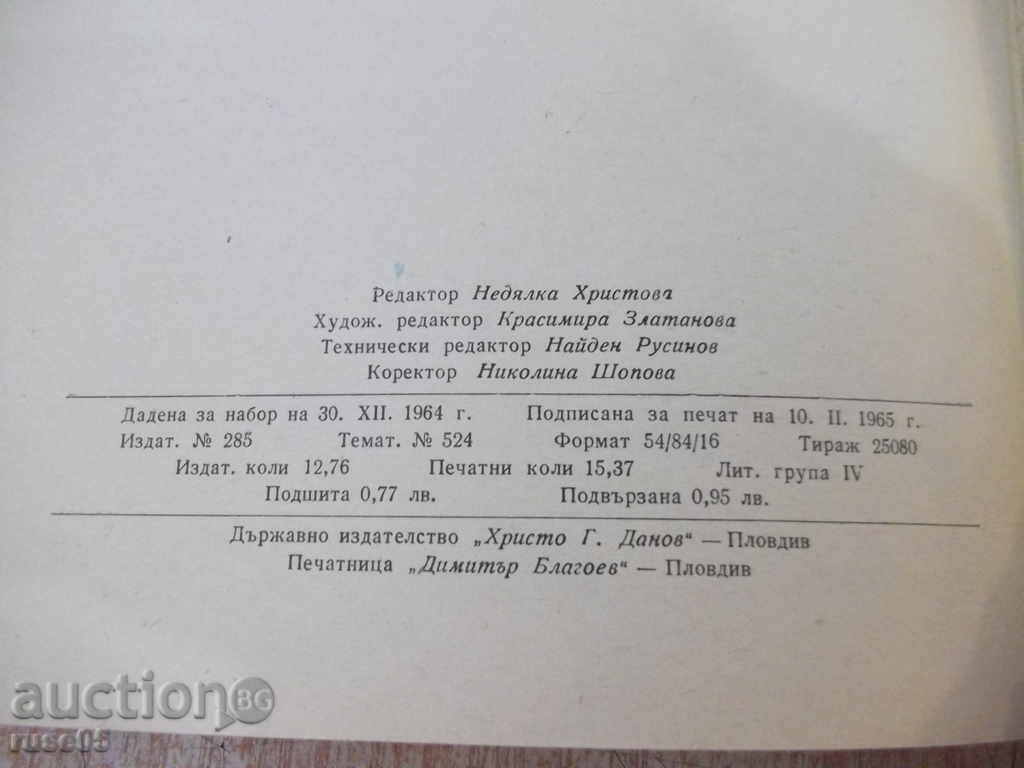 Редактор Недялка Христова
Худож. редактор Красимира Златанова
Технически редактор Найден Русинов
Коректор Николина Шопова
Дадена за набор на 30. XII. 1964 г. Подписана за печат на 10. II. 1965 г.
Издат. № 285 Темат. № 524 Формат 54/84/16 Тираж 25080
Издат. коли 12,76 Печатни коли 15,37 Лит. група IV
Подшита 0,77 лв. Подвързана 0,95 лв.
Държавно издателство „Христо Г. Данов“ — Пловдив
Печатница „Димитър Благоев“ — Пловдив
auction BG
ruse05